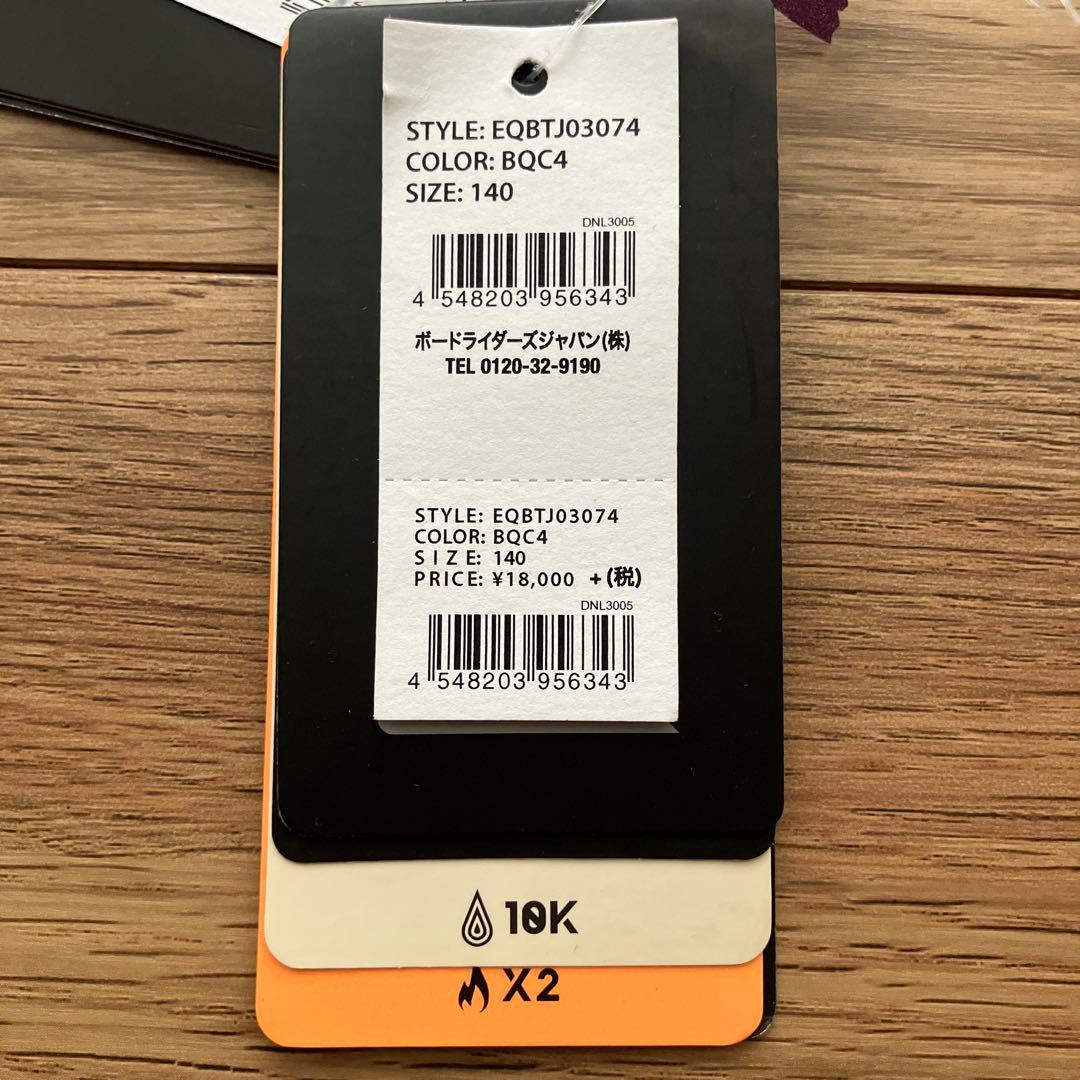 STYLE: EQBTJ03074
COLOR: BQC4
SIZE: 140
DNL3005
4 548203 956343
ボードライダーズジャパン(株)
TEL 0120-32-9190
STYLE: EQBTJ03074
COLOR: BQC4
SIZE: 140
PRICE: ¥18,000 +(税)
DNL3005
4 548203 956343
10K
X2